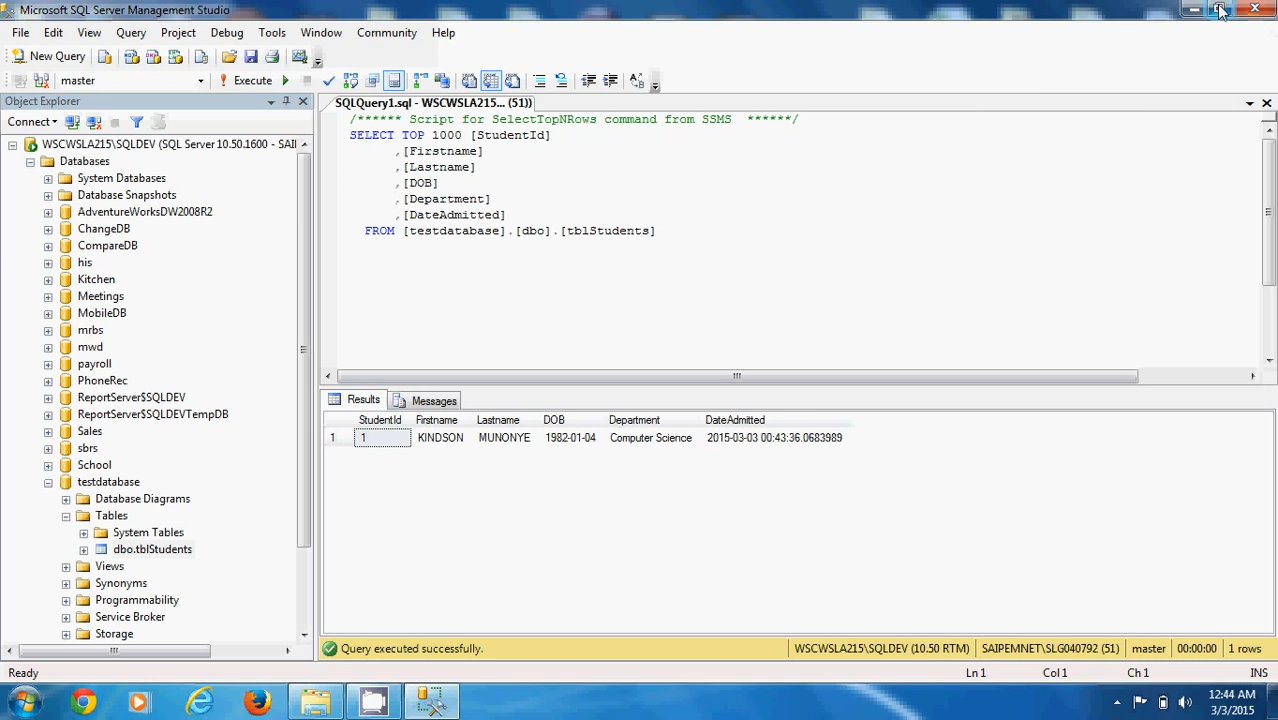 Microsoft SQL Server Management Studio
File Edit View Query Project Debug Tools Window Community Help
New Query
master Execute
Object Explorer
SQLQuery1.sql - WSCWSLA215... (51))
Connect
WSCWSLA215\SQLDEV (SQL Server 10.50.1600 - SAI
Databases
System Databases
Database Snapshots
AdventureWorksDW2008R2
ChangeDB
CompareDB
his
Kitchen
Meetings
MobileDB
mrbs
mwd
payroll
PhoneRec
ReportServer$SQLDEV
ReportServer$SQLDEVTempDB
Sales
sbrs
School
testdatabase
Database Diagrams
Tables
System Tables
dbo.tblStudents
Views
Synonyms
Programmability
Service Broker
Storage
/****** Script for SelectTopNRows command from SSMS ******/
SELECT TOP 1000 [StudentId]
,[Firstname]
,[Lastname]
,[DOB]
,[Department]
,[DateAdmitted]
FROM [testdatabase].[dbo].[tblStudents]
Results Messages
StudentId Firstname Lastname DOB Department DateAdmitted
1 1 KINDSON MUNONYE 1982-01-04 Computer Science 2015-03-03 00:43:36.0683989
Query executed successfully. WSCWSLA215\SQLDEV (10.50 RTM) SAIPEMNET\SLG040792 (51) master 00:00:00 1 rows
Ready Ln 1 Col 1 Ch 1 INS
12:44 AM
3/3/2015